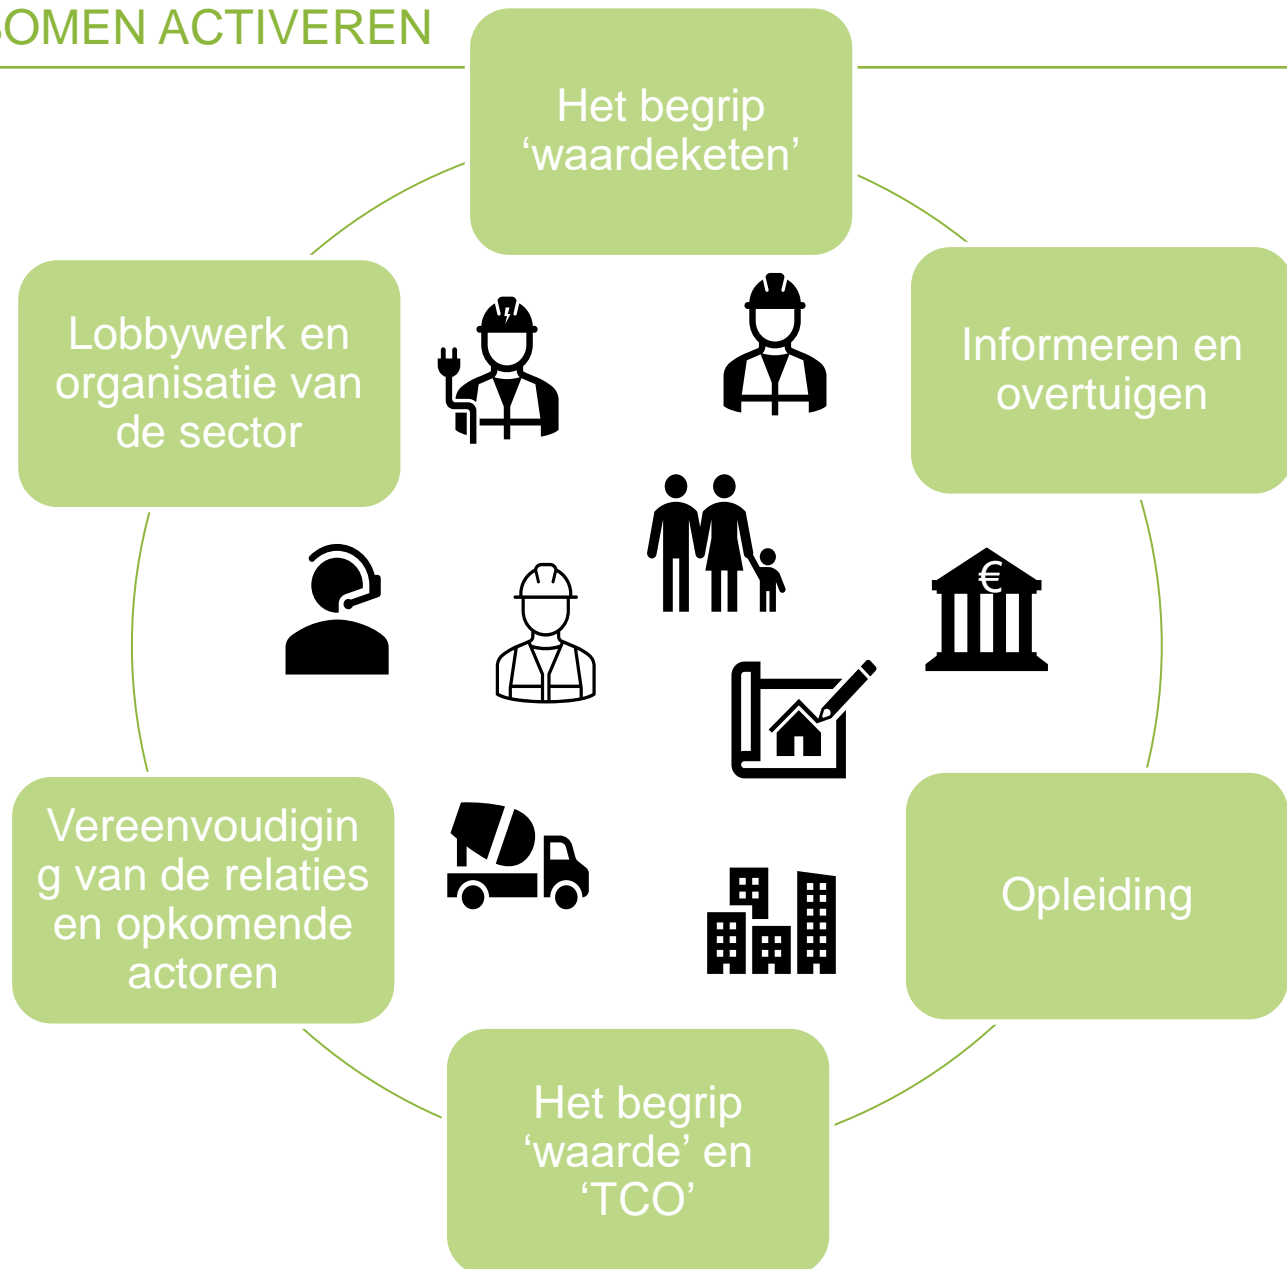 ACTIVEREN
Het begrip
‘waardeketen’
Informeren en
overtuigen
Opleiding
Het begrip
‘waarde’ en
‘TCO’
Vereenvoudigin
g van de relaties
en opkomende
actoren
Lobbywerk en
organisatie van
de sector
€